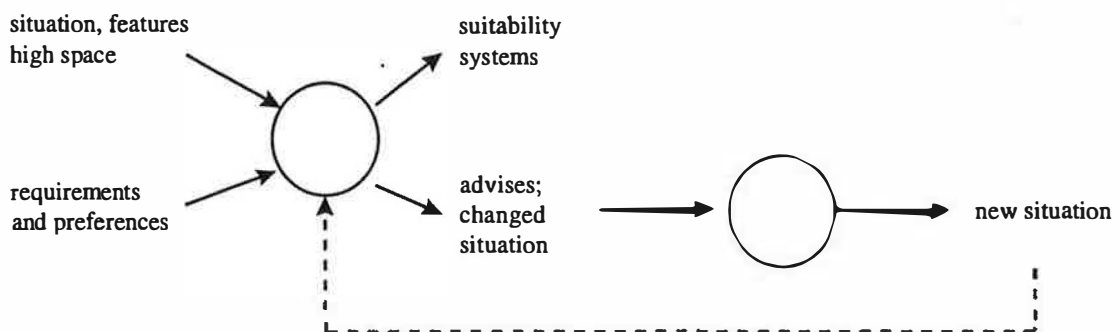 situation, features
high space
suitability
systems
requirements
and preferences
advises;
changed
situation
new situation